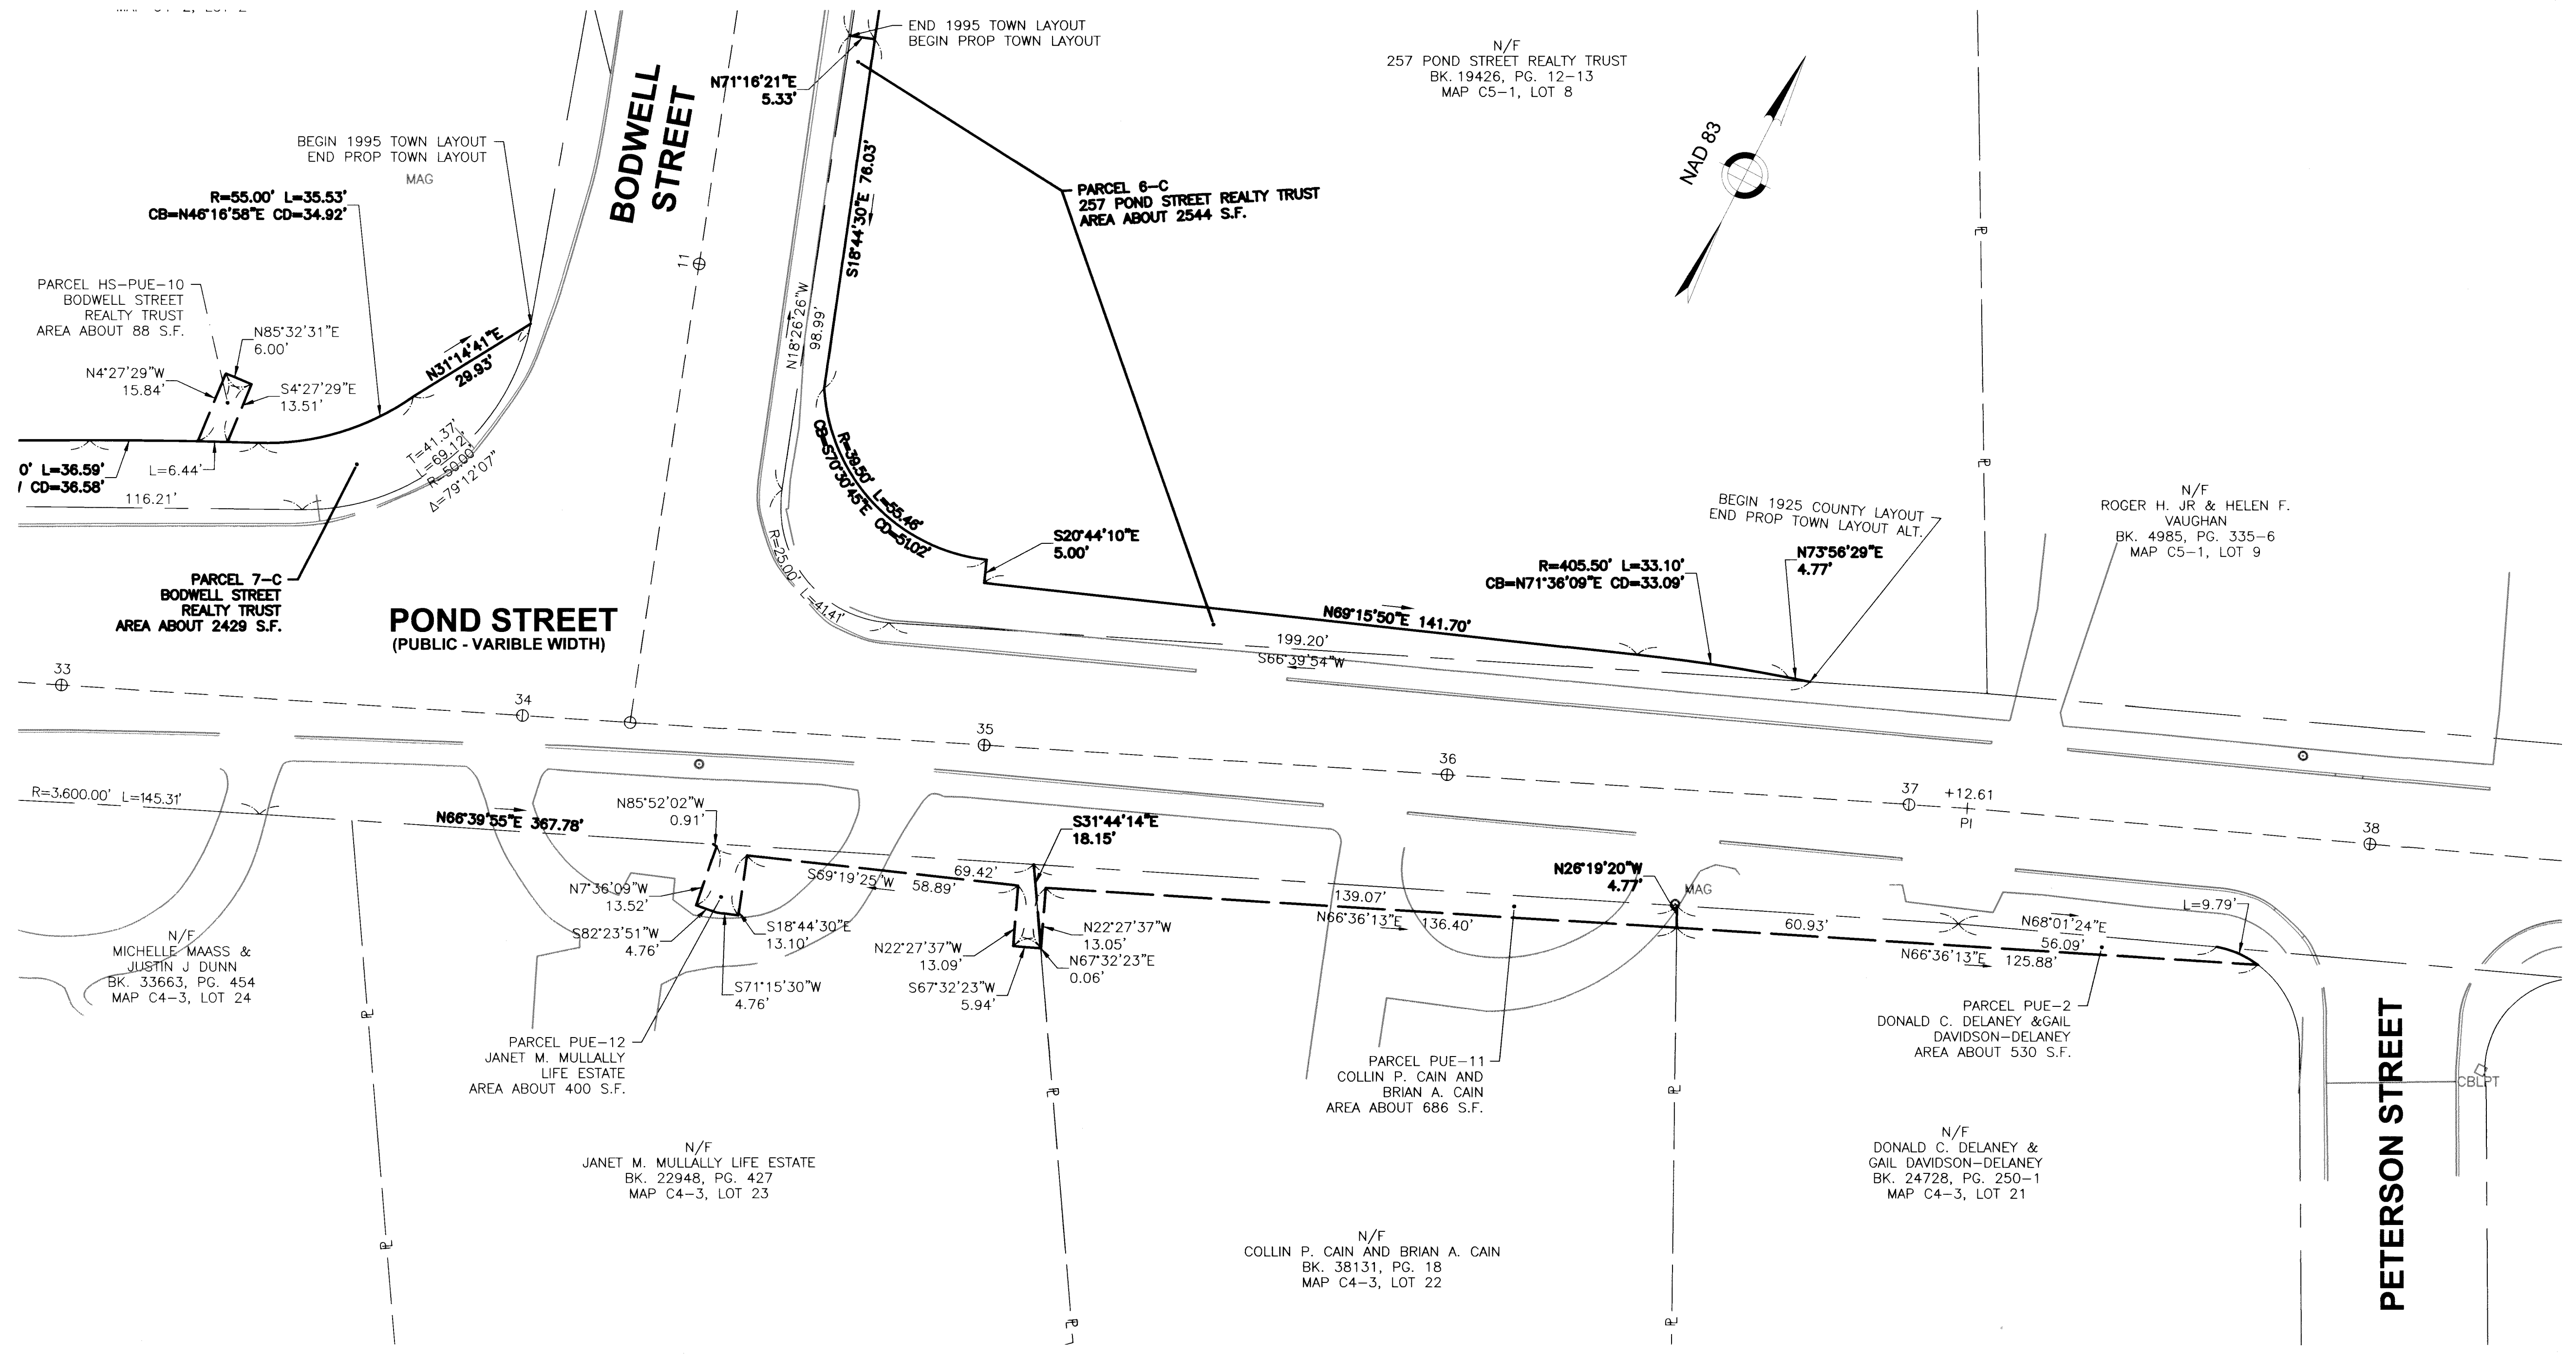 END 1995 TOWN LAYOUT
BEGIN PROP TOWN LAYOUT
N71°16'21"E
5.33'
N/F
257 POND STREET REALTY TRUST
BK. 19426, PG. 12-13
MAP C5-1, LOT 8
NAD 83
BODWELL
STREET
BEGIN 1995 TOWN LAYOUT
END PROP TOWN LAYOUT
MAG
R=55.00' L=35.53'
CB=N46°16'58"E CD=34.92'
S18°44'30"E 76.03'
PARCEL 6-C
257 POND STREET REALTY TRUST
AREA ABOUT 2544 S.F.
11
PARCEL HS-PUE-10
BODWELL STREET
REALTY TRUST
AREA ABOUT 88 S.F.
N85°32'31"E
6.00'
N4°27'29"W
15.84'
S4°27'29"E
13.51'
N31°14'41"E
29.93'
N18°26'26"W
98.99'
T=41.37'
L=69.12'
R=50.00'
Δ=79°12'07"
0' L=36.59'
CD=36.58'
L=6.44'
116.21'
R=39.50' L=55.46'
CB=S70°30'45"E CD=51.02'
R=25.00' L=41.41'
S20°44'10"E
5.00'
BEGIN 1925 COUNTY LAYOUT
END PROP TOWN LAYOUT ALT.
N73°56'29"E
4.77'
R=405.50' L=33.10'
CB=N71°36'09"E CD=33.09'
N/F
ROGER H. JR & HELEN F.
VAUGHAN
BK. 4985, PG. 335-6
MAP C5-1, LOT 9
PARCEL 7-C
BODWELL STREET
REALTY TRUST
AREA ABOUT 2429 S.F.
POND STREET
(PUBLIC - VARIBLE WIDTH)
N69°15'50"E 141.70'
199.20'
S66°39'54"W
33
34
35
36
37
+12.61
PI
38
R=3,600.00' L=145.31'
N66°39'55"E 367.78'
N85°52'02"W
0.91'
S31°44'14"E
18.15'
69.42'
S69°19'25"W 58.89'
N7°36'09"W
13.52'
S82°23'51"W
4.76'
S18°44'30"E
13.10'
S71°15'30"W
4.76'
N22°27'37"W
13.09'
N22°27'37"W
13.05'
N67°32'23"E
0.06'
S67°32'23"W
5.94'
139.07'
N66°36'13"E 136.40'
N26°19'20"W
4.77'
MAG
60.93'
N68°01'24"E
56.09'
N66°36'13"E 125.88'
L=9.79'
N/F
MICHELLE MAASS &
JUSTIN J DUNN
BK. 33663, PG. 454
MAP C4-3, LOT 24
PARCEL PUE-12
JANET M. MULLALLY
LIFE ESTATE
AREA ABOUT 400 S.F.
PARCEL PUE-11
COLLIN P. CAIN AND
BRIAN A. CAIN
AREA ABOUT 686 S.F.
PARCEL PUE-2
DONALD C. DELANEY &GAIL
DAVIDSON-DELANEY
AREA ABOUT 530 S.F.
N/F
JANET M. MULLALLY LIFE ESTATE
BK. 22948, PG. 427
MAP C4-3, LOT 23
N/F
COLLIN P. CAIN AND BRIAN A. CAIN
BK. 38131, PG. 18
MAP C4-3, LOT 22
N/F
DONALD C. DELANEY &
GAIL DAVIDSON-DELANEY
BK. 24728, PG. 250-1
MAP C4-3, LOT 21
CBLPT
PETERSON STREET